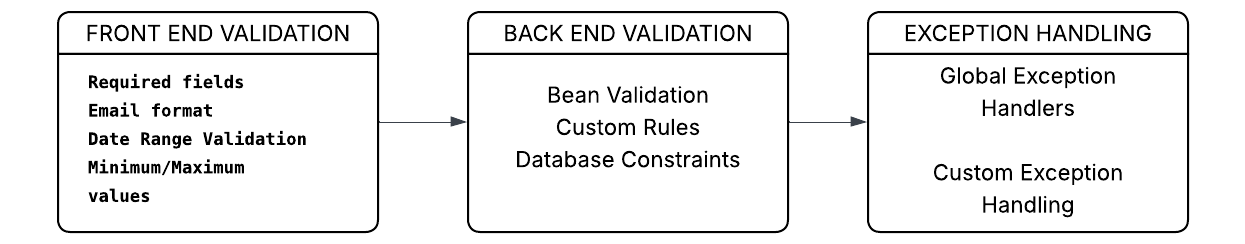 FRONT END VALIDATION
Required fields
Email format
Date Range Validation
Minimum/Maximum
values
BACK END VALIDATION
Bean Validation
Custom Rules
Database Constraints
EXCEPTION HANDLING
Global Exception
Handlers
Custom Exception
Handling